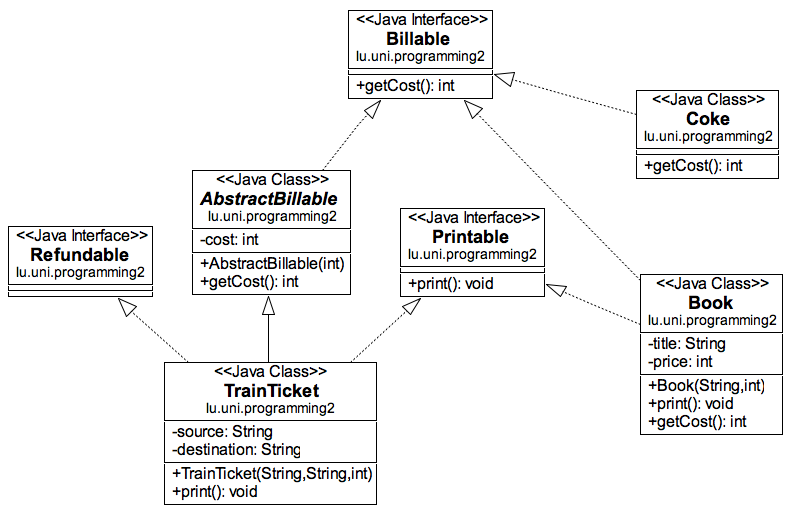 <<Java Interface>>
Billable
lu.uni.programming2
+getCost(): int
<<Java Class>>
Coke
lu.uni.programming2
+getCost(): int
<<Java Class>>
AbstractBillable
lu.uni.programming2
-cost: int
+AbstractBillable(int)
+getCost(): int
<<Java Interface>>
Refundable
lu.uni.programming2
<<Java Interface>>
Printable
lu.uni.programming2
+print(): void
<<Java Class>>
Book
lu.uni.programming2
-title: String
-price: int
+Book(String,int)
+print(): void
+getCost(): int
<<Java Class>>
TrainTicket
lu.uni.programming2
-source: String
-destination: String
+TrainTicket(String,String,int)
+print(): void